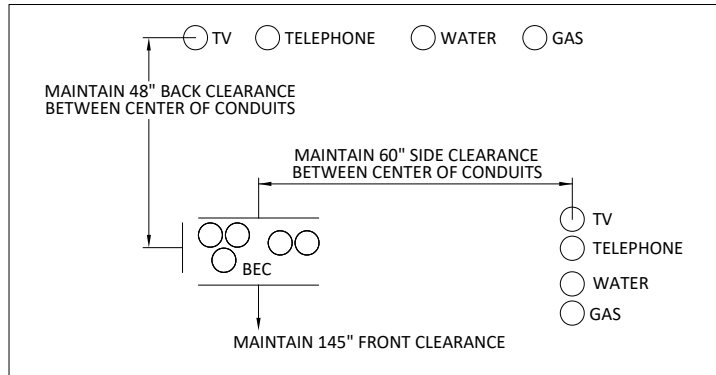 TV
TELEPHONE
WATER
GAS
MAINTAIN 48" BACK CLEARANCE
BETWEEN CENTER OF CONDUITS
MAINTAIN 60" SIDE CLEARANCE
BETWEEN CENTER OF CONDUITS
TV
TELEPHONE
BEC
WATER
GAS
MAINTAIN 145" FRONT CLEARANCE